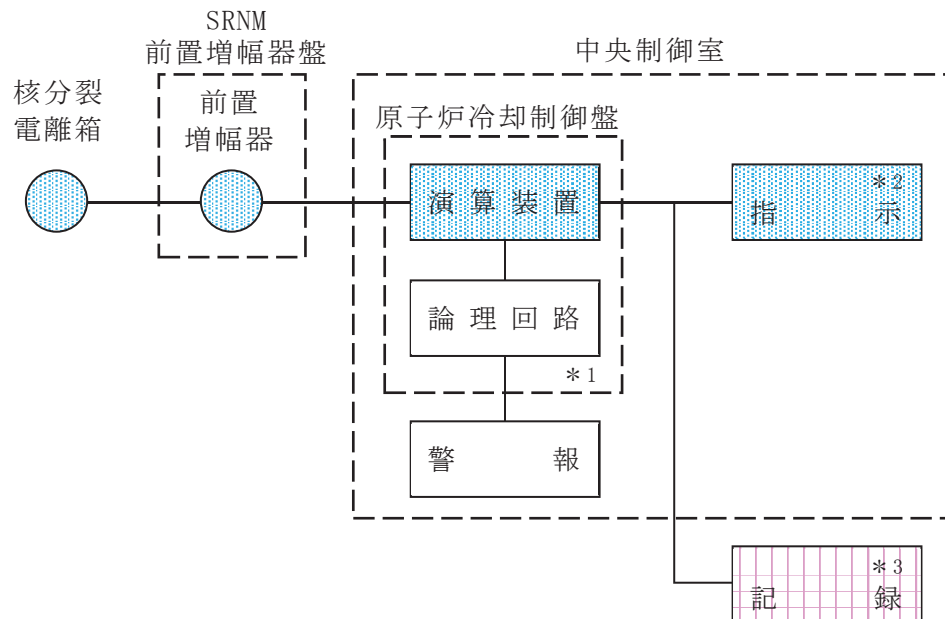 SRNM
前置増幅器盤
中央制御室
核分裂
電離箱
前置
増幅器
原子炉冷却制御盤
演算装置
*2
指示
論理回路
*1
警報
*3
記録